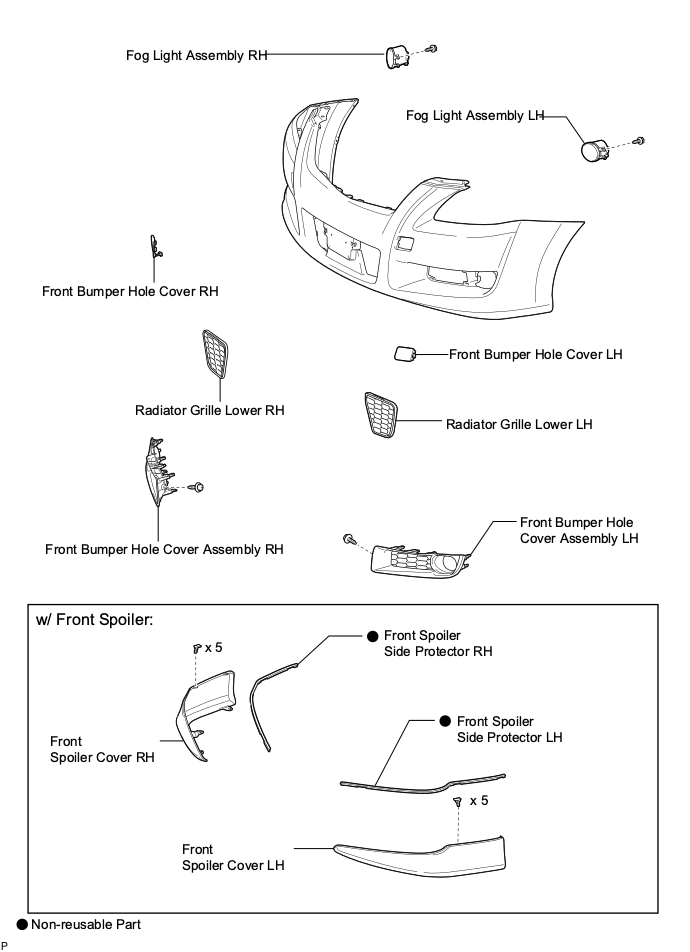 Fog Light Assembly RH
Fog Light Assembly LH
Front Bumper Hole Cover RH
Front Bumper Hole Cover LH
Radiator Grille Lower RH
Radiator Grille Lower LH
Front Bumper Hole
Cover Assembly LH
Front Bumper Hole Cover Assembly RH
w/ Front Spoiler:
● Front Spoiler
Side Protector RH
x 5
Front
Spoiler Cover RH
● Front Spoiler
Side Protector LH
x 5
Front
Spoiler Cover LH
● Non-reusable Part
P